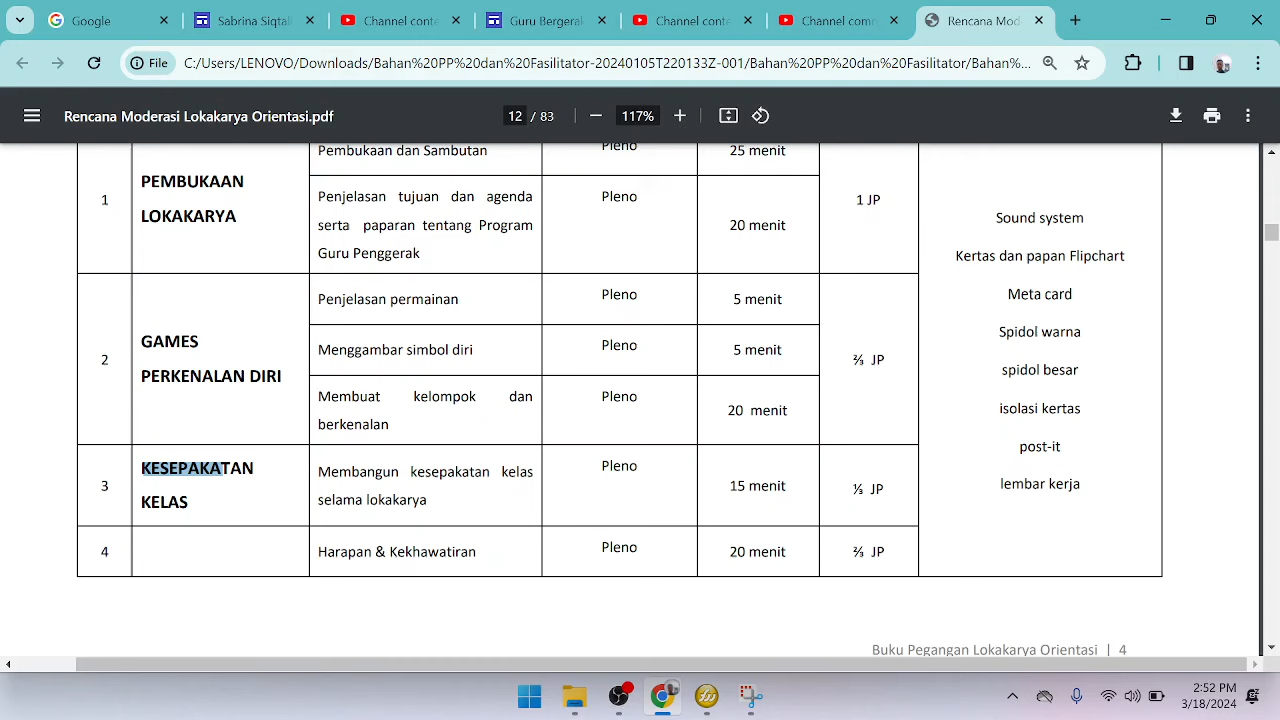 Google
Sabrina Siqtali
Channel conte
Guru Bergerak
Channel conte
Channel comm
Rencana Mod
File
C:/Users/LENOVO/Downloads/Bahan%20PP%20dan%20Fasilitator-20240105T220133Z-001/Bahan%20PP%20dan%20Fasilitator/Bahan%...
Rencana Moderasi Lokakarya Orientasi.pdf
12 / 83
117%
1
PEMBUKAAN
LOKAKARYA
Pembukaan dan Sambutan
Pleno
25 menit
Penjelasan tujuan dan agenda
serta paparan tentang Program
Guru Penggerak
Pleno
20 menit
1 JP
2
GAMES
PERKENALAN DIRI
Penjelasan permainan
Pleno
5 menit
Menggambar simbol diri
Pleno
5 menit
Membuat kelompok dan
berkenalan
Pleno
20 menit
⅔ JP
3
KESEPAKATAN
KELAS
Membangun kesepakatan kelas
selama lokakarya
Pleno
15 menit
⅓ JP
4
Harapan & Kekhawatiran
Pleno
20 menit
⅔ JP
Sound system
Kertas dan papan Flipchart
Meta card
Spidol warna
spidol besar
isolasi kertas
post-it
lembar kerja
Buku Pegangan Lokakarya Orientasi | 4
2:52 PM
3/18/2024